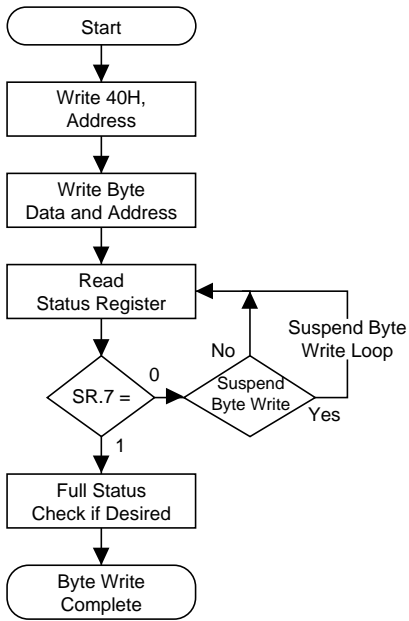 Start
Write 40H,
Address
Write Byte
Data and Address
Read
Status Register
Suspend Byte
Write Loop
No
0
SR.7 =
Suspend
Byte Write
Yes
1
Full Status
Check if Desired
Byte Write
Complete